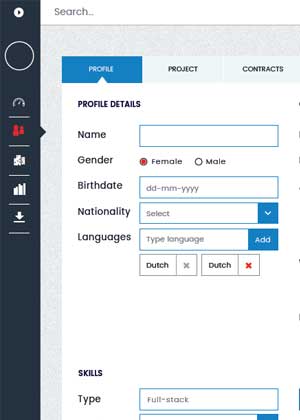 Search...
PROFILE PROJECT CONTRACTS
PROFILE DETAILS
Name
Gender Female Male
Birthdate dd-mm-yyyy
Nationality Select
Languages Type language Add
Dutch Dutch
SKILLS
Type Full-stack